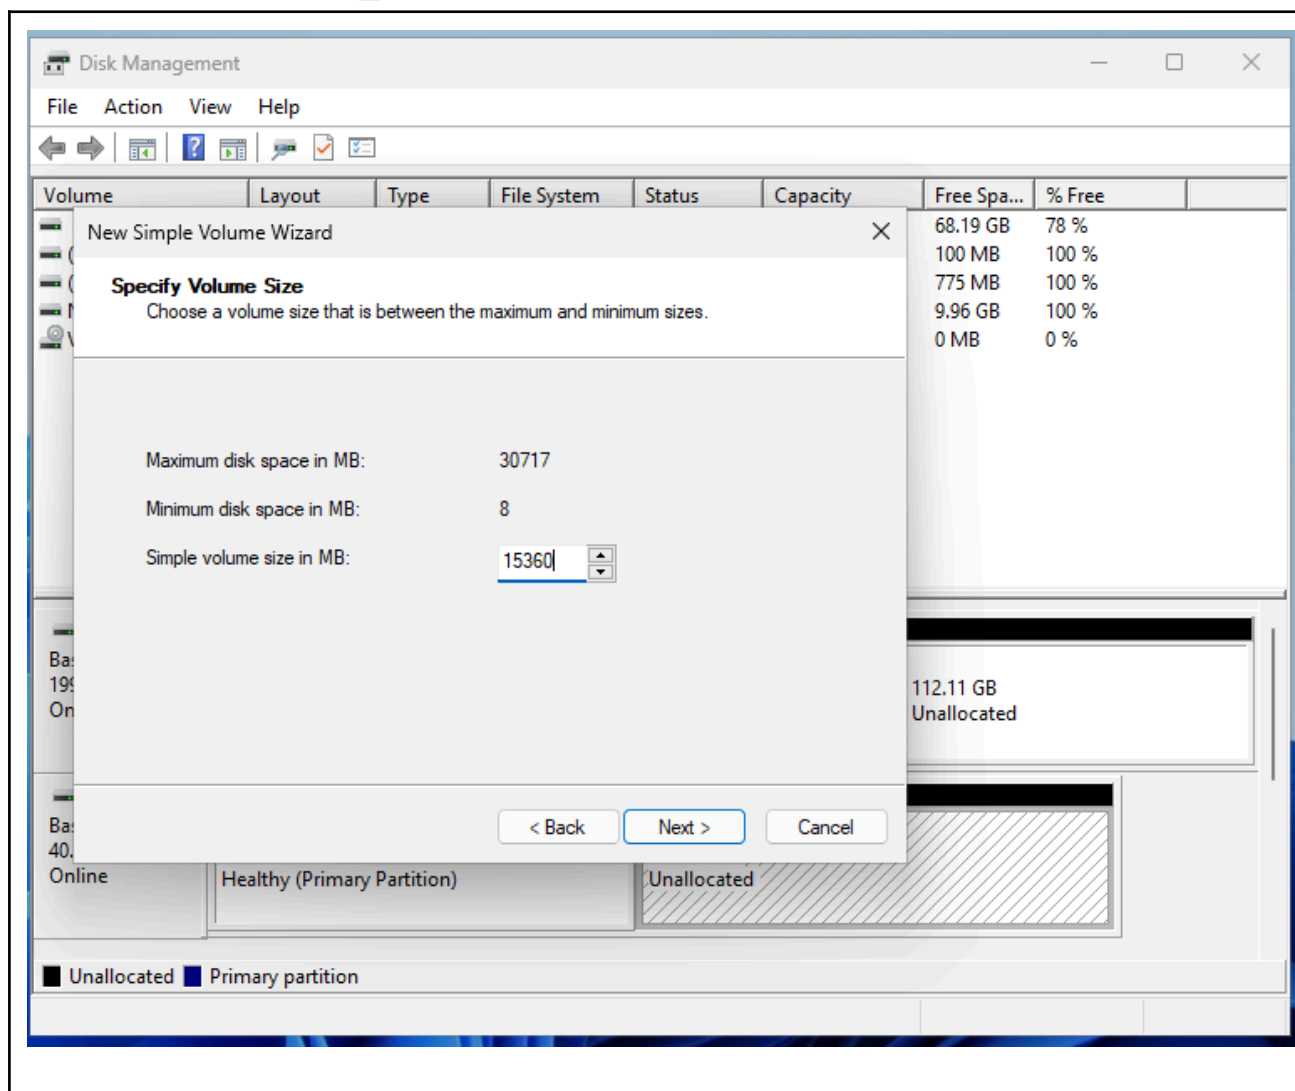 Disk Management
File Action View Help
Volume Layout Type File System Status Capacity Free Spa... % Free
68.19 GB 78 %
100 MB 100 %
775 MB 100 %
9.96 GB 100 %
0 MB 0 %
New Simple Volume Wizard
Specify Volume Size
Choose a volume size that is between the maximum and minimum sizes.
Maximum disk space in MB: 30717
Minimum disk space in MB: 8
Simple volume size in MB: 15360
< Back Next > Cancel
112.11 GB
Unallocated
Online
Healthy (Primary Partition) Unallocated
Unallocated Primary partition